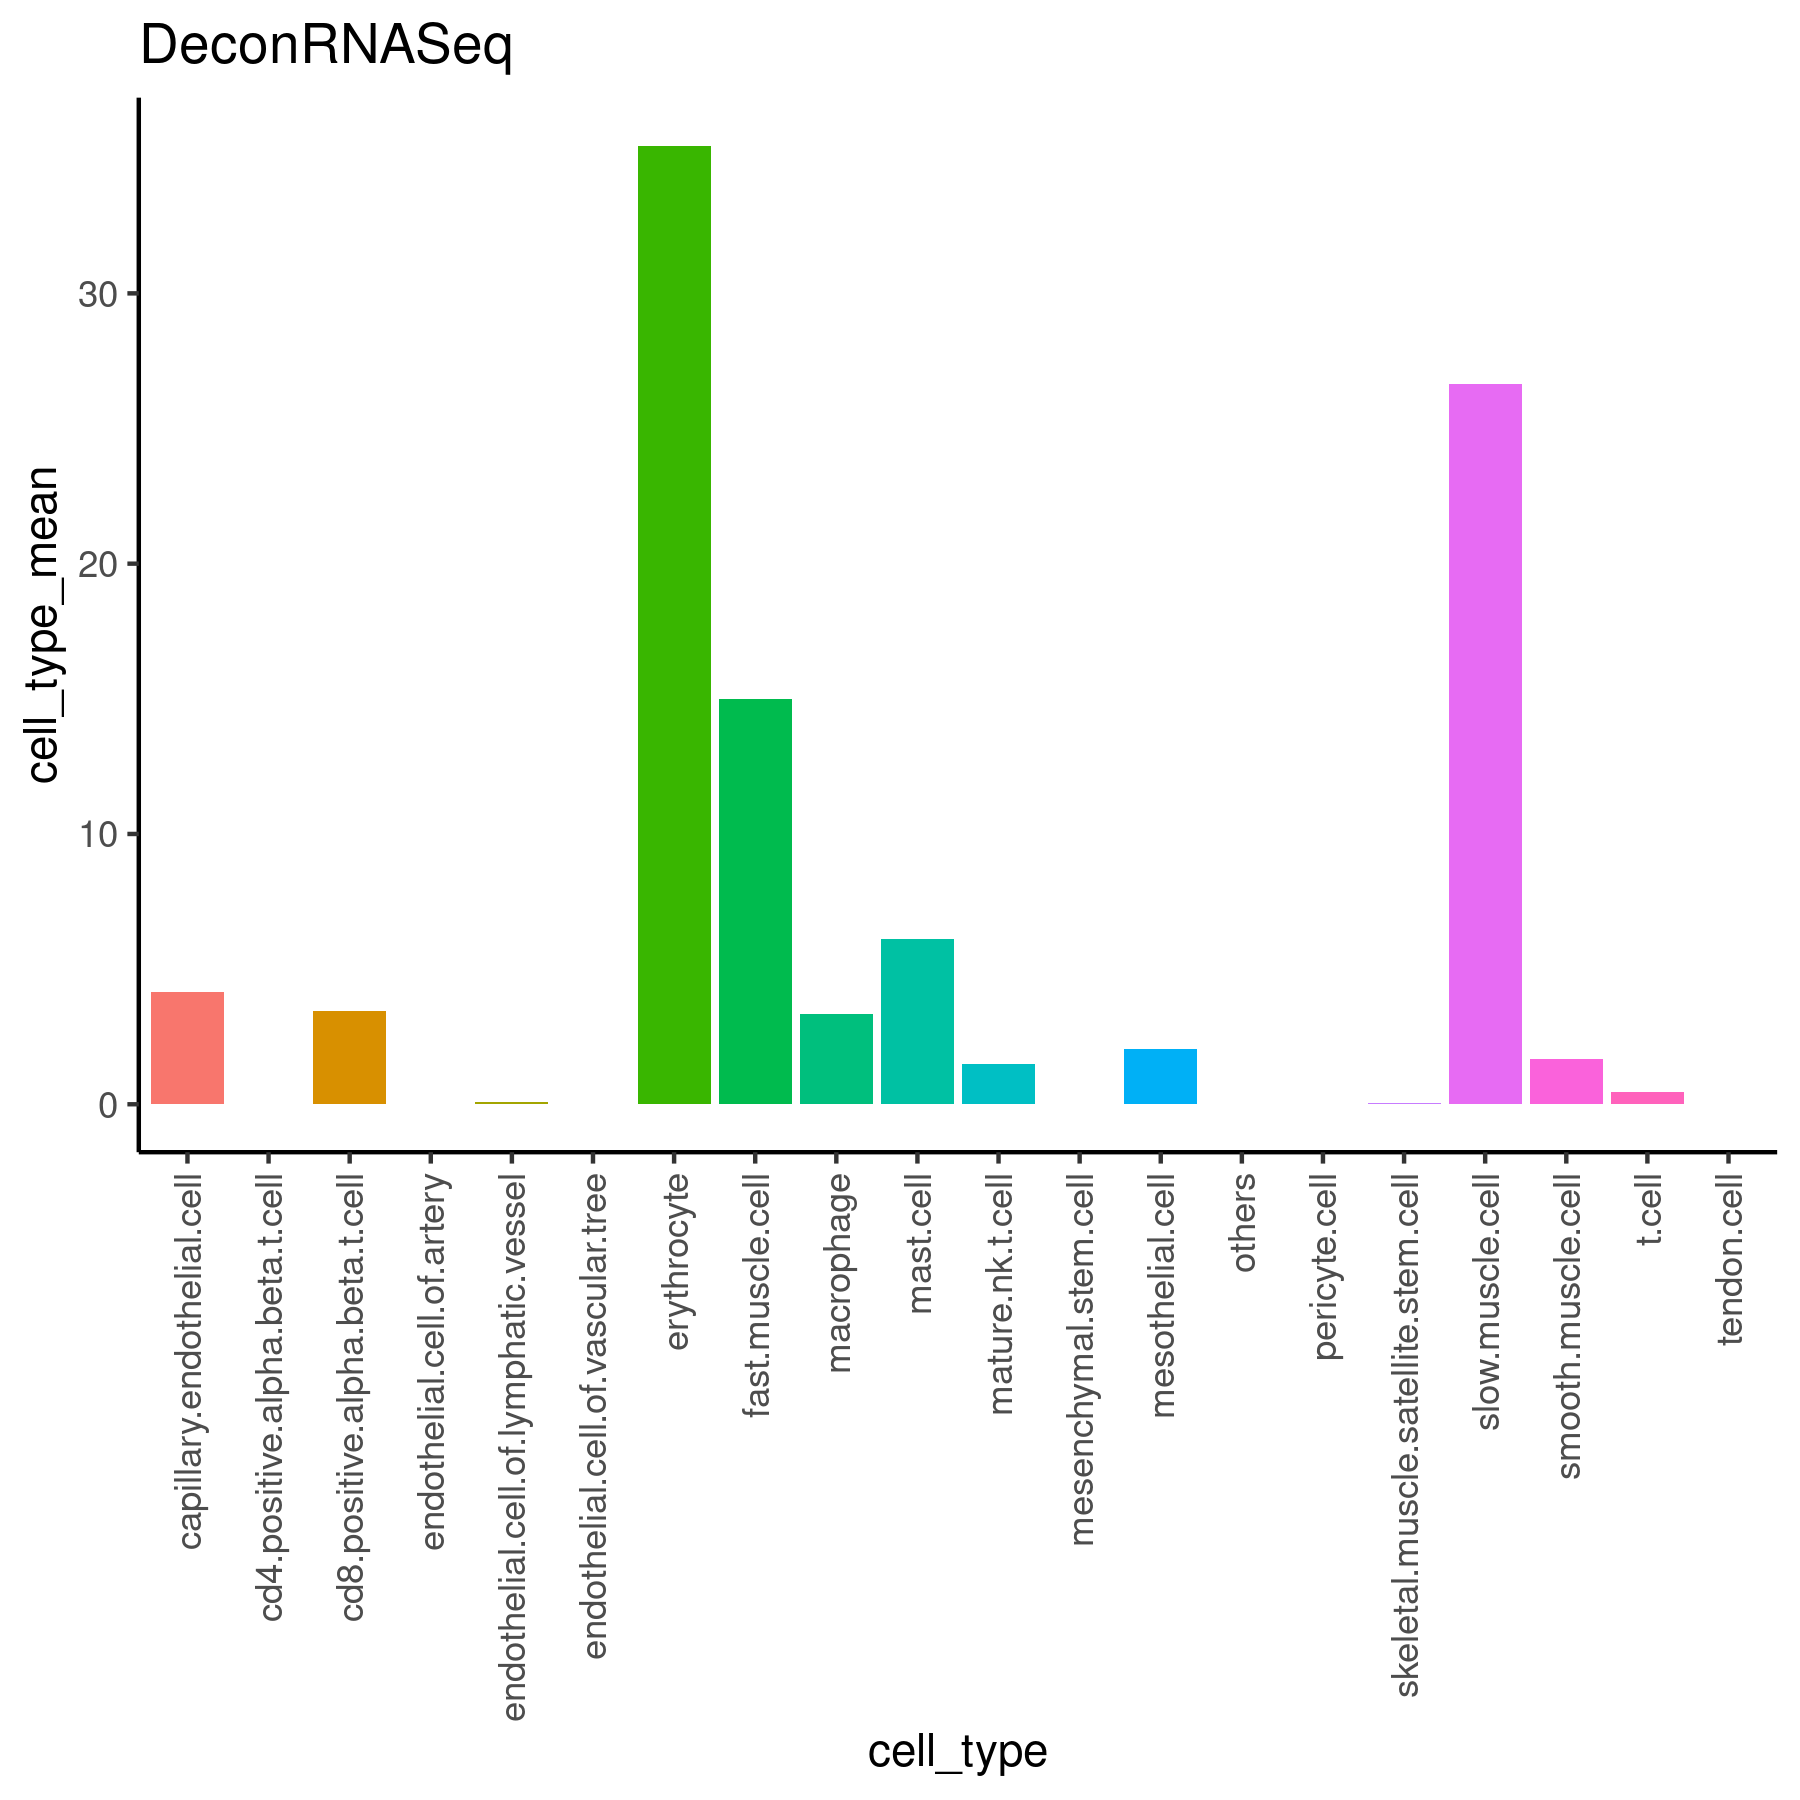 DeconRNASeq
cell_type_mean
30
20
10
0
capillary.endothelial.cell
cd4.positive.alpha.beta.t.cell
cd8.positive.alpha.beta.t.cell
endothelial.cell.of.artery
endothelial.cell.of.lymphatic.vessel
endothelial.cell.of.vascular.tree
erythrocyte
fast.muscle.cell
macrophage
mast.cell
mature.nk.t.cell
mesenchymal.stem.cell
mesothelial.cell
others
pericyte.cell
skeletal.muscle.satellite.stem.cell
slow.muscle.cell
smooth.muscle.cell
t.cell
tendon.cell
cell_type